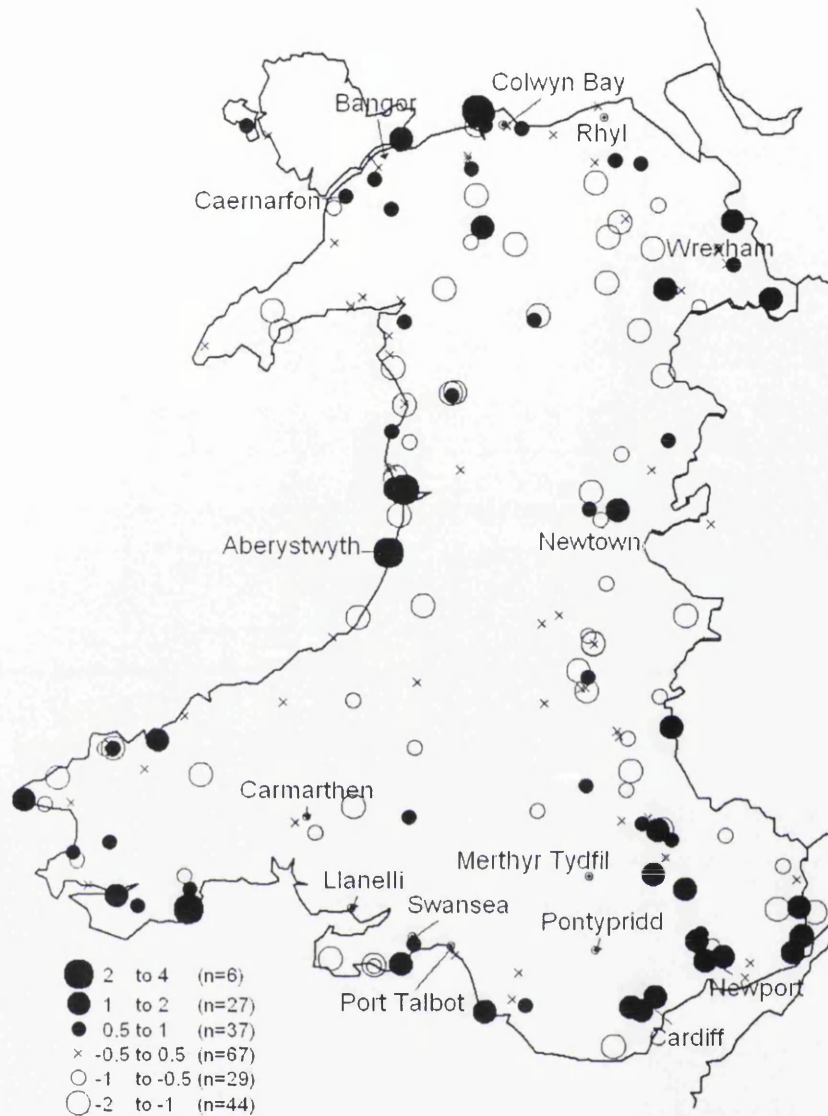 Colwyn Bay
Bangor
Rhyl
Caernarfon
Wrexham
Aberystwyth
Newtown
Carmarthen
Merthyr Tydfil
Llanelli
Swansea
Pontypridd
Port Talbot
Newport
Cardiff
2 to 4 (n=6)
1 to 2 (n=27)
0.5 to 1 (n=37)
-0.5 to 0.5 (n=67)
-1 to -0.5 (n=29)
-2 to -1 (n=44)